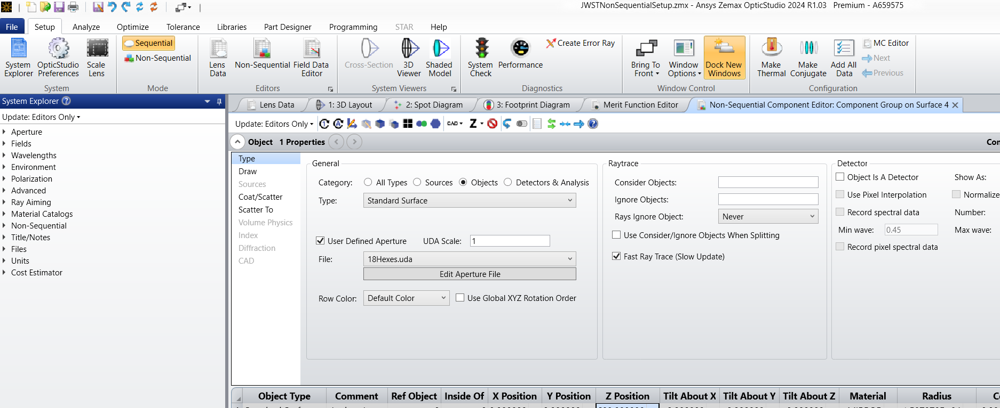 JWSTNonSequentialSetup.zmx - Ansys Zemax OpticStudio 2024 R1.03 Premium - A659575
File Setup Analyze Optimize Tolerance Libraries Part Designer Programming STAR Help
System Explorer
OpticStudio Preferences
Scale Lens
System
Sequential
Non-Sequential
Mode
Lens Data
Non-Sequential
Field Data Editor
Editors
Cross-Section
3D Viewer
Shaded Model
System Viewers
System Check
Performance
Create Error Ray
Diagnostics
Bring To Front
Window Options
Dock New Windows
Window Control
Make Thermal
Make Conjugate
Add All Data
MC Editor
Next
Previous
Configuration
System Explorer
Update: Editors Only
Aperture
Fields
Wavelengths
Environment
Polarization
Advanced
Ray Aiming
Material Catalogs
Non-Sequential
Title/Notes
Files
Units
Cost Estimator
Lens Data 1: 3D Layout 2: Spot Diagram 3: Footprint Diagram Merit Function Editor Non-Sequential Component Editor: Component Group on Surface 4
Update: Editors Only CAD Z
Object 1 Properties Con
Type
Draw
Sources
Coat/Scatter
Scatter To
Volume Physics
Index
Diffraction
CAD
General
Category: All Types Sources Objects Detectors & Analysis
Type: Standard Surface
User Defined Aperture UDA Scale: 1
File: 18Hexes.uda
Edit Aperture File
Row Color: Default Color Use Global XYZ Rotation Order
Raytrace
Consider Objects:
Ignore Objects:
Rays Ignore Object: Never
Use Consider/Ignore Objects When Splitting
Fast Ray Trace (Slow Update)
Detector
Object Is A Detector Show As:
Use Pixel Interpolation Normalize
Record spectral data Number:
Min wave: 0.45 Max wave:
Record pixel spectral data
Object Type Comment Ref Object Inside Of X Position Y Position Z Position Tilt About X Tilt About Y Tilt About Z Material Radius Co